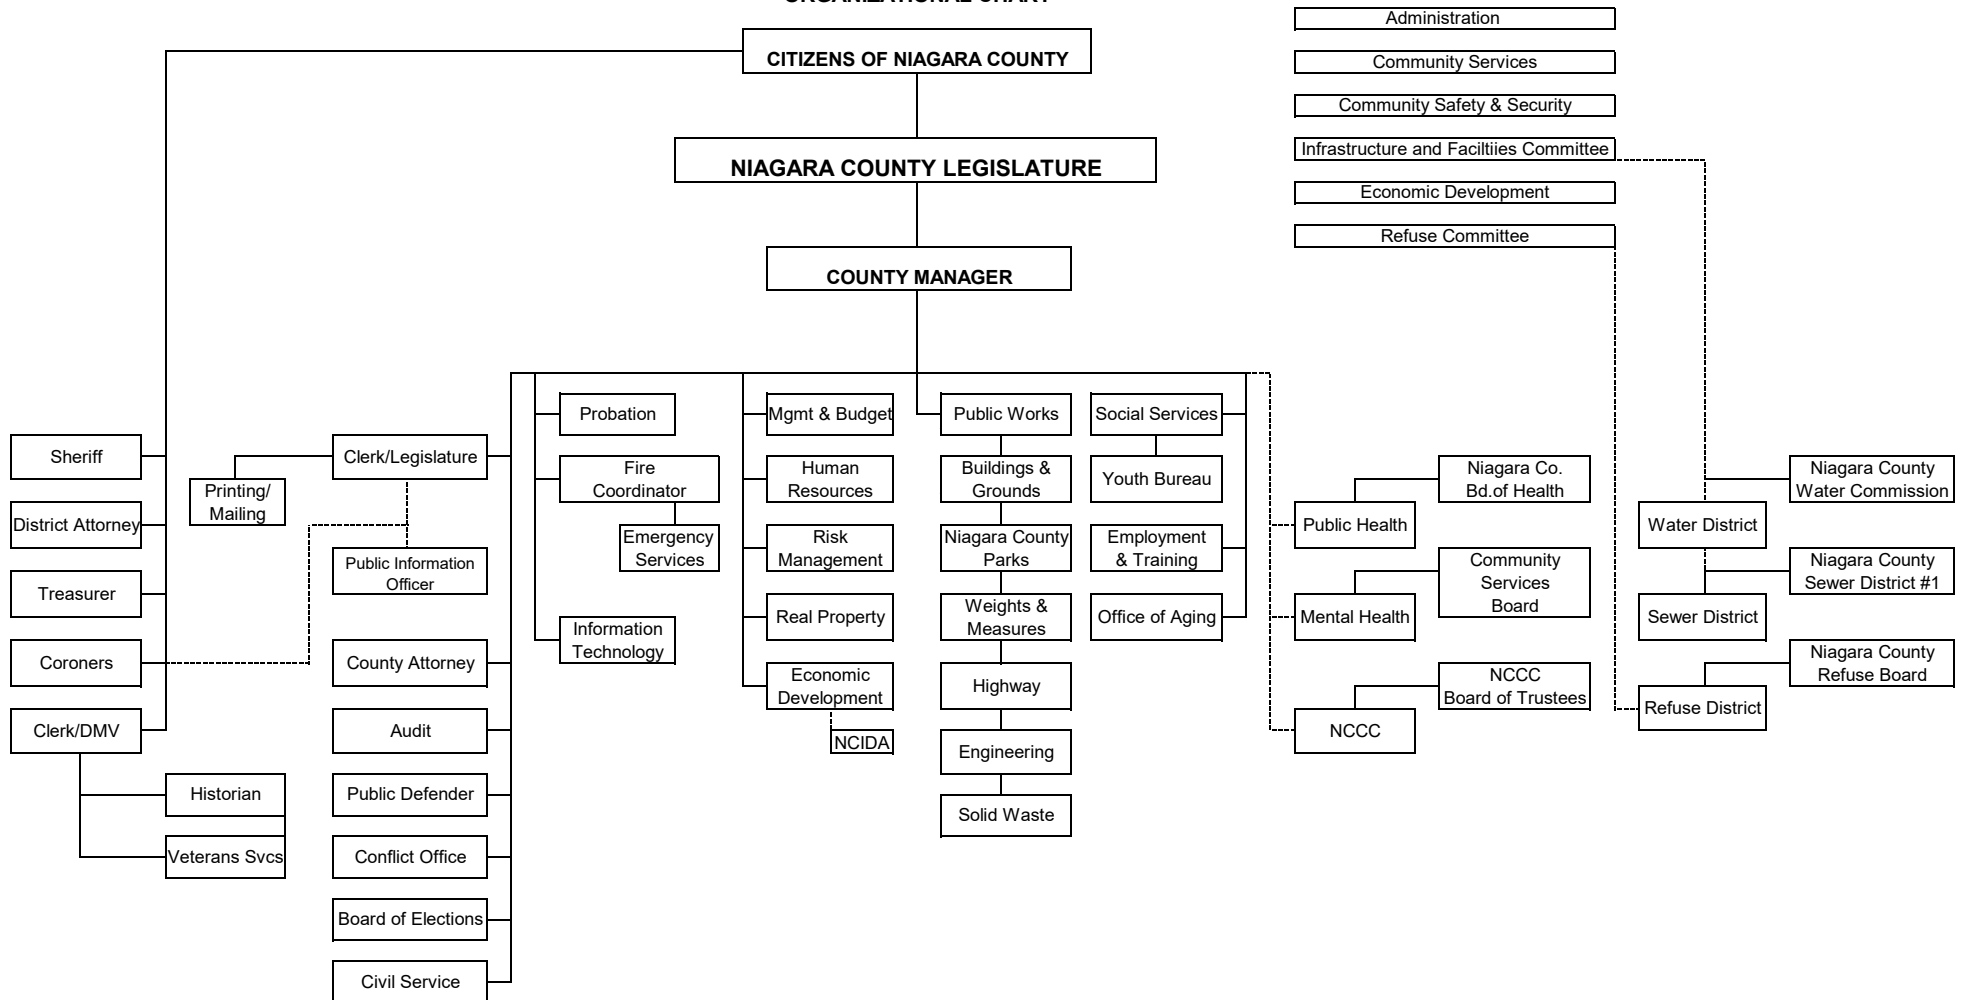 ORGANIZATIONAL CHART
Administration
CITIZENS OF NIAGARA COUNTY
Community Services
Community Safety & Security
NIAGARA COUNTY LEGISLATURE
Infrastructure and Faciltiies Committee
Economic Development
Refuse Committee
COUNTY MANAGER
Sheriff
District Attorney
Treasurer
Coroners
Clerk/DMV
Historian
Veterans Svcs
Printing/
Mailing
Clerk/Legislature
Public Information
Officer
County Attorney
Audit
Public Defender
Conflict Office
Board of Elections
Civil Service
Probation
Fire
Coordinator
Emergency
Services
Information
Technology
Mgmt & Budget
Human
Resources
Risk
Management
Real Property
Economic
Development
NCIDA
Public Works
Buildings &
Grounds
Niagara County
Parks
Weights &
Measures
Highway
Engineering
Solid Waste
Social Services
Youth Bureau
Employment
& Training
Office of Aging
Niagara Co.
Bd.of Health
Public Health
Community
Services
Board
Mental Health
NCCC
Board of Trustees
NCCC
Niagara County
Water Commission
Water District
Niagara County
Sewer District #1
Sewer District
Niagara County
Refuse Board
Refuse District